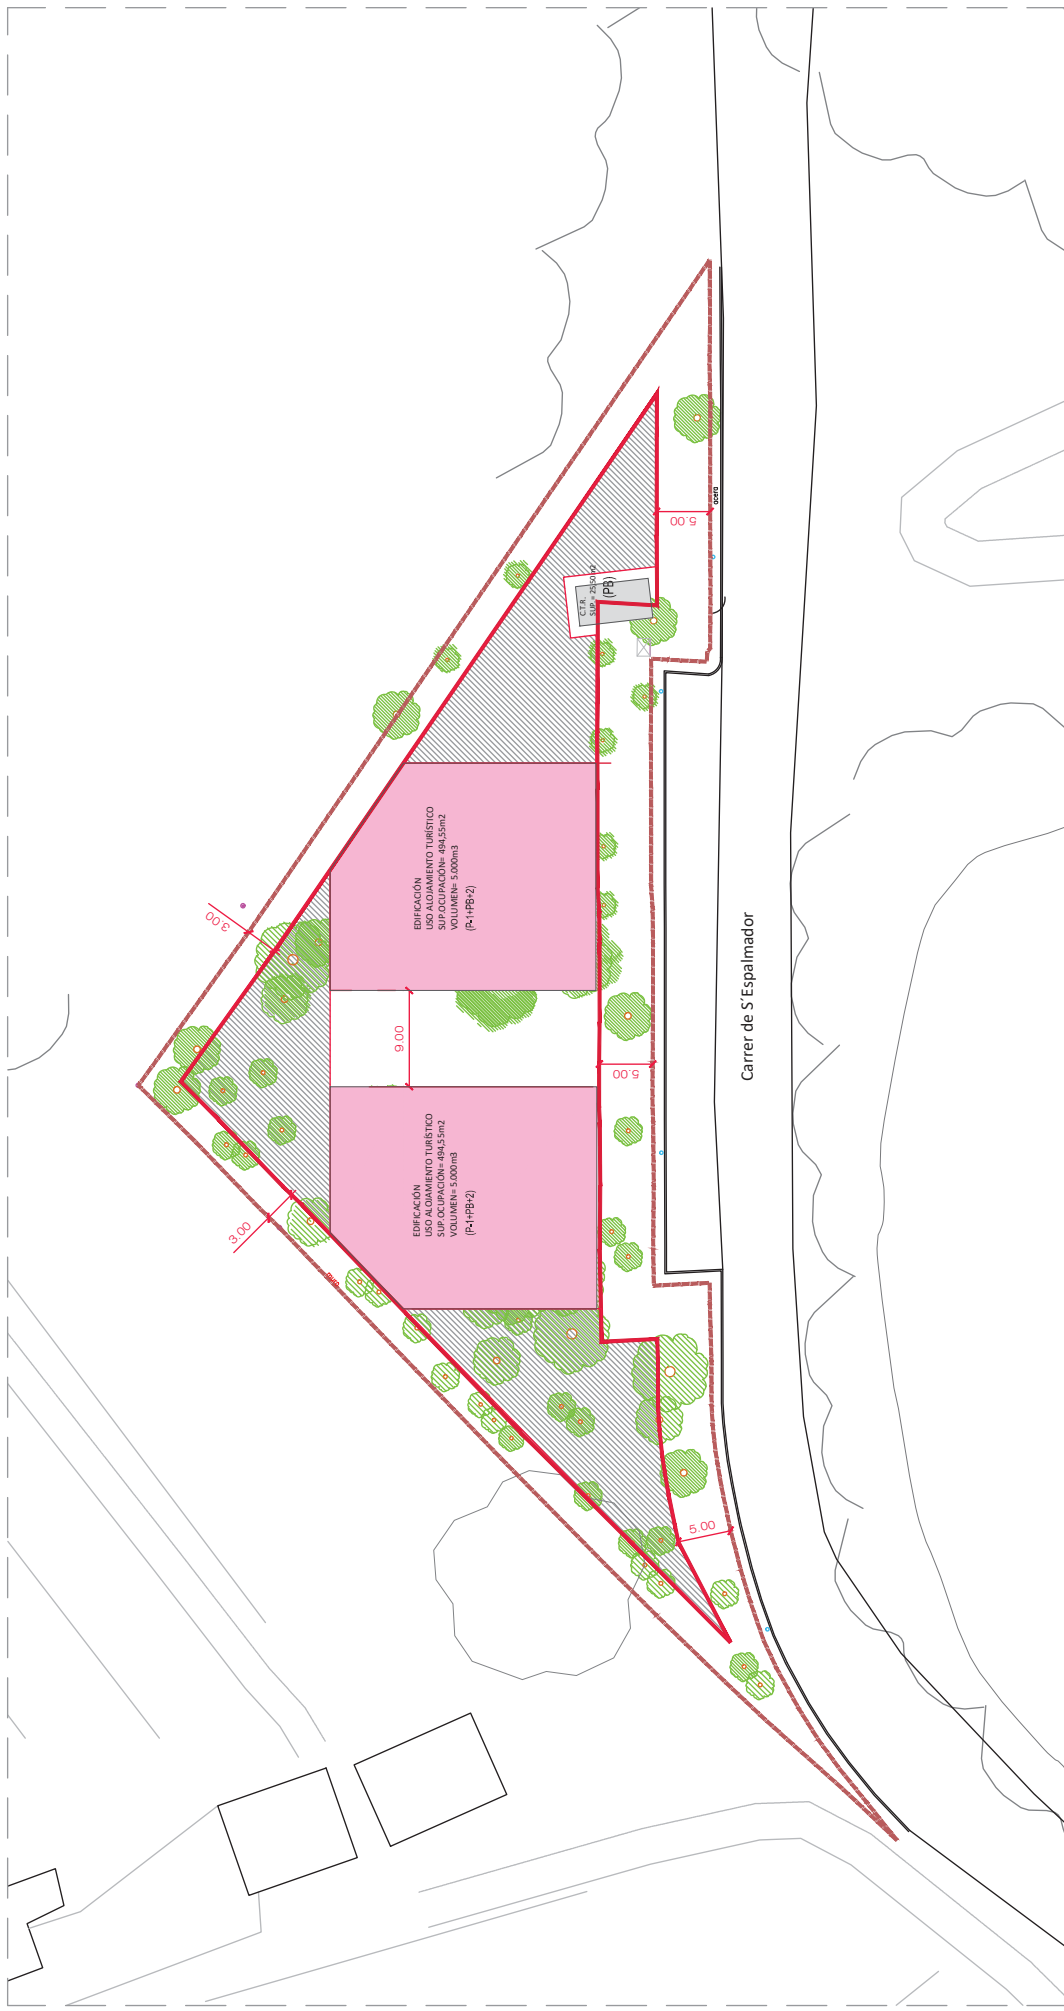 acera
5.00
C.T.R.
SUP.= 25,50m2
(PB)
EDIFICACIÓN
USO ALOJAMIENTO TURÍSTICO
SUP.OCUPACIÓN= 494,55m2
VOLUMEN= 5.000m3
(P-1+PB+2)
3.00
9.00
5.00
Carrer de S´Espalmador
EDIFICACIÓN
USO ALOJAMIENTO TURÍSTICO
SUP.OCUPACIÓN= 494,55m2
VOLUMEN= 5.000m3
(P-1+PB+2)
3.00
muro
5.00